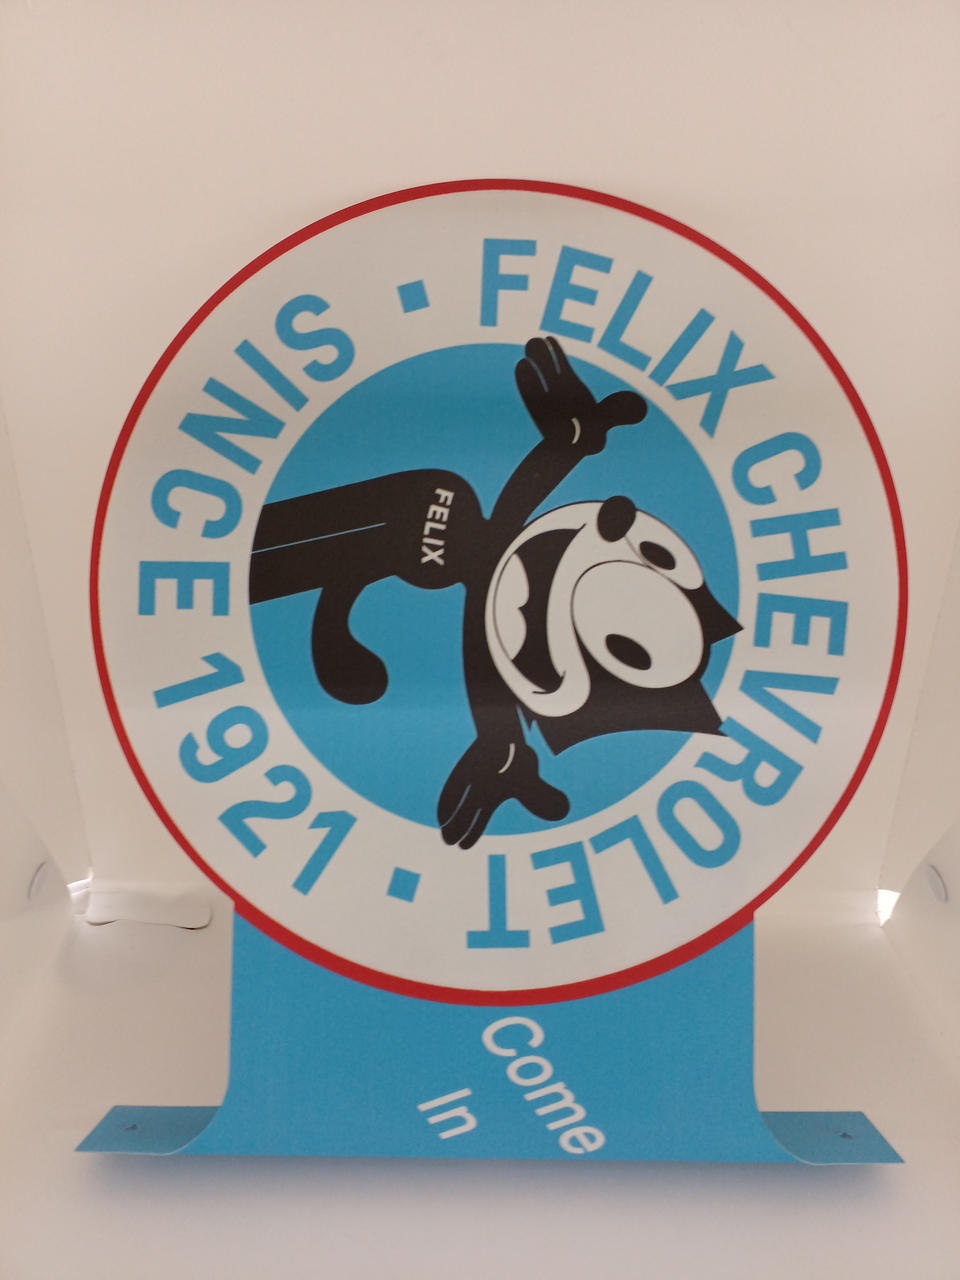 FELIX CHEVROLET
· SINCE 1921 ·
FELIX
Come
In